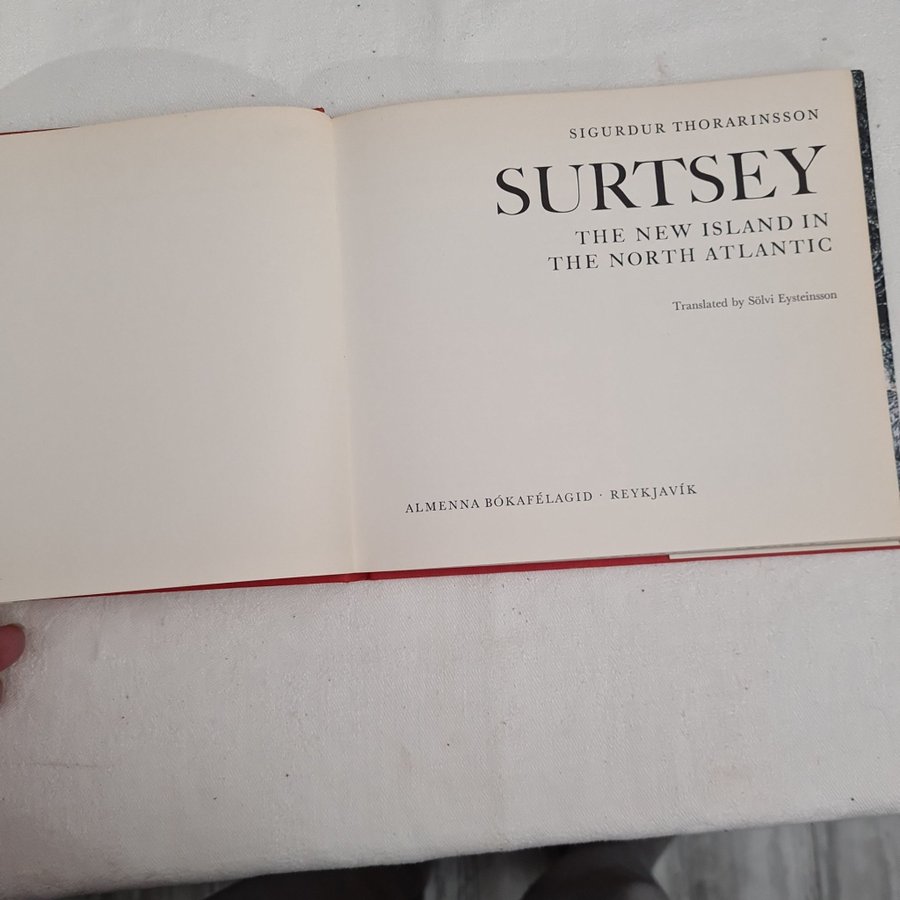 SIGURDUR THORARINSSON
SURTSEY
THE NEW ISLAND IN
THE NORTH ATLANTIC
Translated by Sölvi Eysteinsson
ALMENNA BÓKAFÉLAGID · REYKJAVÍK